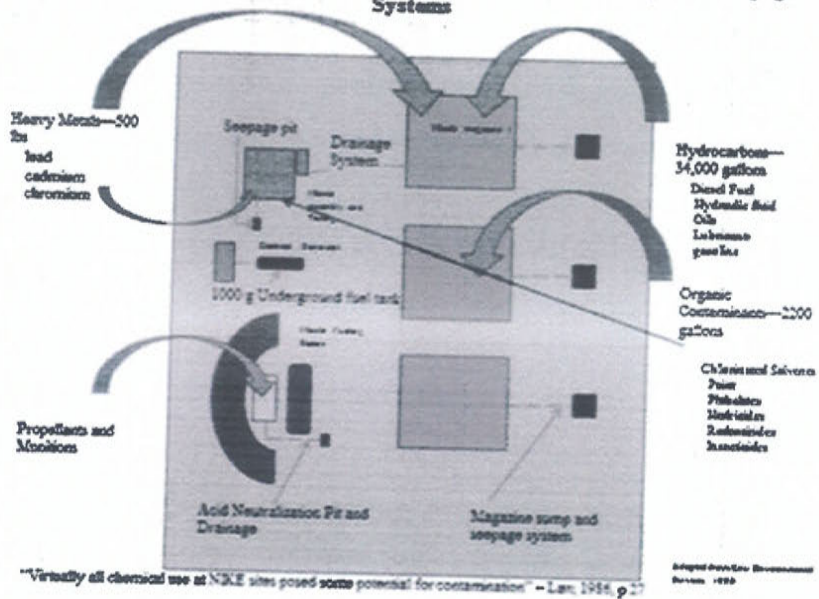 Systems
Heavy Metals—500
lbs
lead
cadmium
chromium
Seepage pit
Drainage
System
Hydrocarbons—
34,000 gallons
Diesel Fuel
Hydraulic fluid
Oils
Lubricants
gasoline
1000 g Underground fuel tank
Organic
Contaminants—2200
gallons
Chlorinated Solvents
Paint
Phthalates
Insecticides
Propellants and
Munitions
Acid Neutralization Pit and
Drainage
Magazine sump and
seepage system
"Virtually all chemical use at NIKE sites posed some potential for contamination" – Law, 1986, p 27